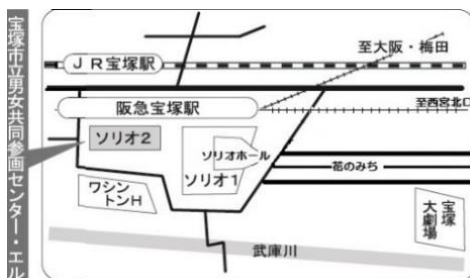 宝塚市立男女共同参画センター・エル
至大阪・梅田
JR宝塚駅
阪急宝塚駅
至西宮北口
ソリオ2
ソリオホール
ソリオ1
花のみち
ワシン
トンH
宝塚
大劇場
武庫川